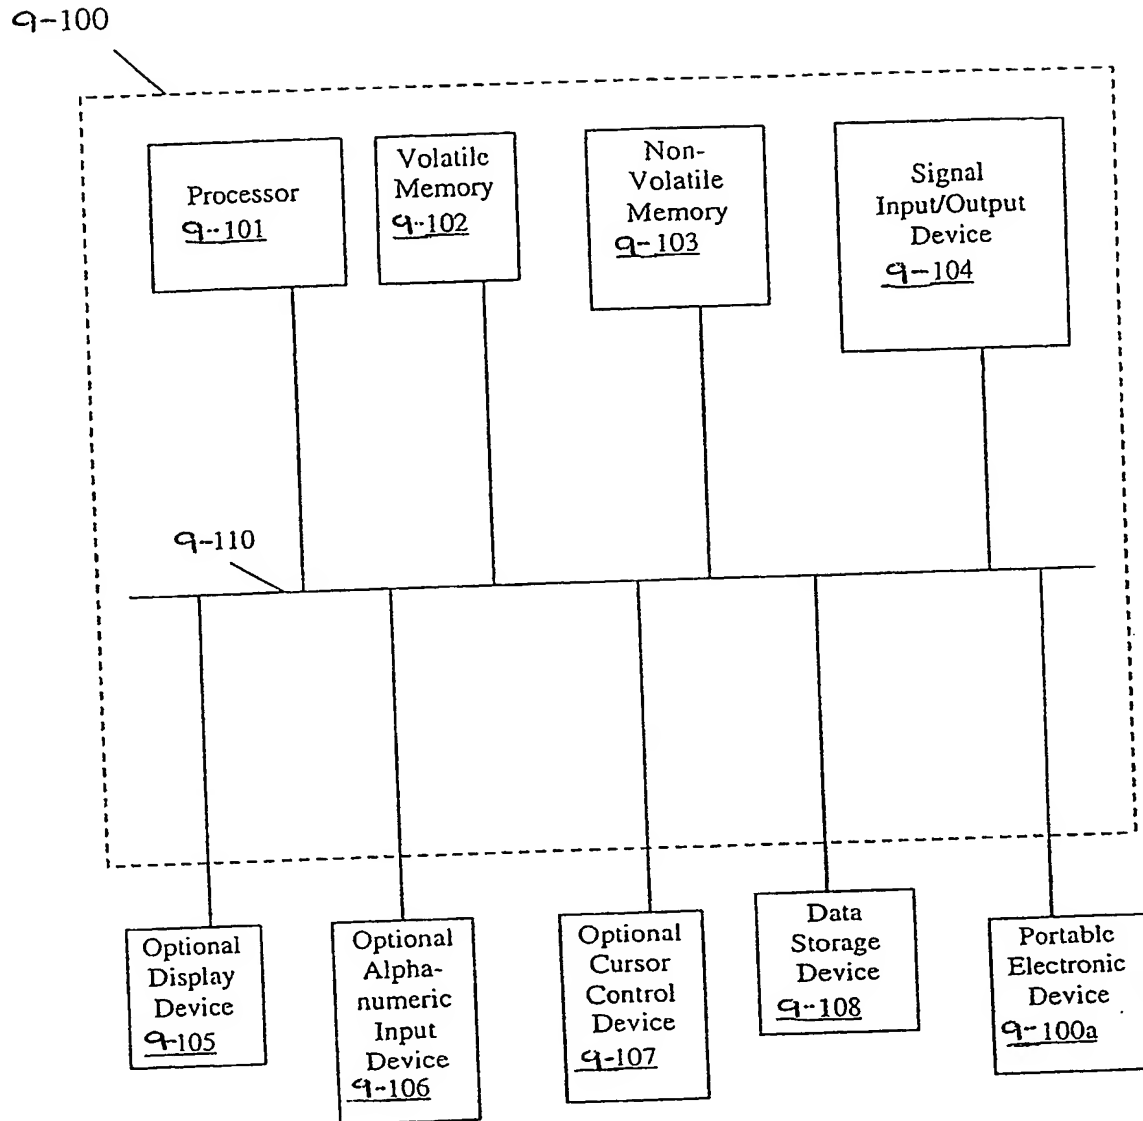 9-100
Processor
9-101
Volatile
Memory
9-102
Non-
Volatile
Memory
9-103
Signal
Input/Output
Device
9-104
9-110
Optional
Display
Device
9-105
Optional
Alpha-
numeric
Input
Device
9-106
Optional
Cursor
Control
Device
9-107
Data
Storage
Device
9-108
Portable
Electronic
Device
9-100a